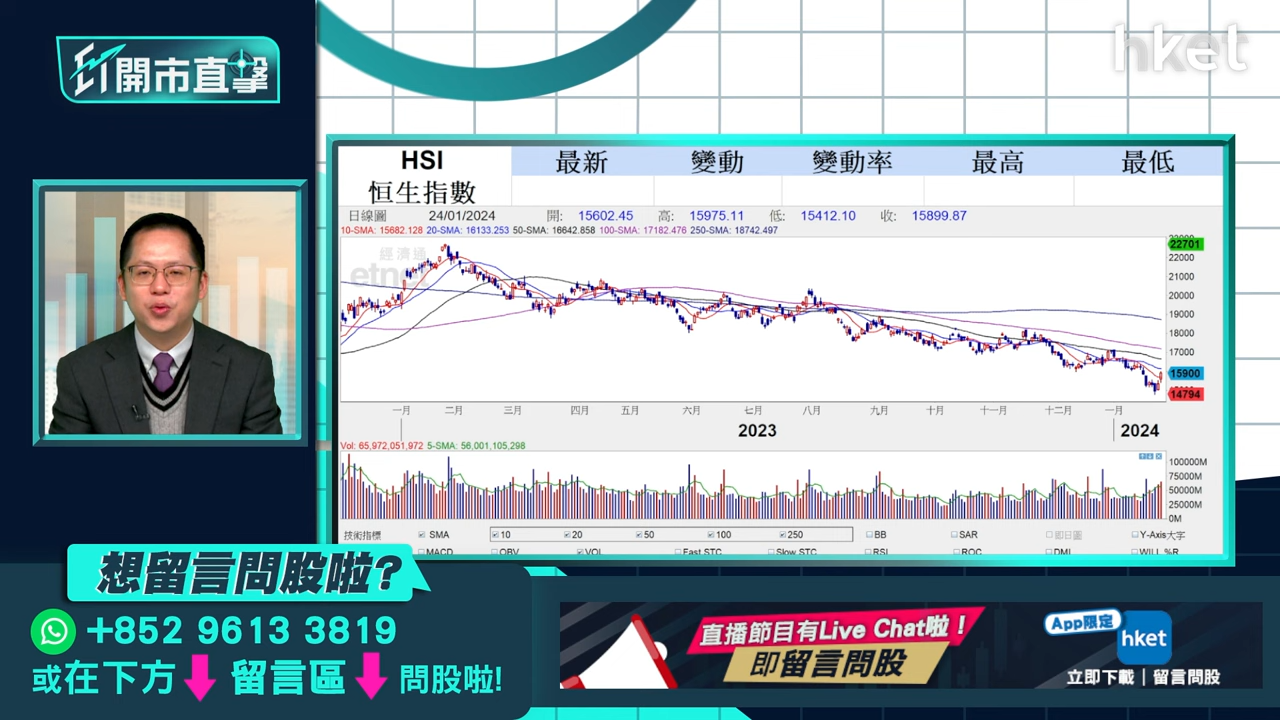 ET開市直擊
hket
HSI
恒生指數
最新 變動 變動率 最高 最低
日線圖 24/01/2024 開: 15602.45 高: 15975.11 低: 15412.10 收: 15899.87
10-SMA: 15682.128 20-SMA: 16133.253 50-SMA: 16642.858 100-SMA: 17182.476 250-SMA: 18742.497
經濟通
etnet
22701
22000
21000
20000
19000
18000
17000
15900
14794
一月 二月 三月 四月 五月 六月 七月 八月 九月 十月 十一月 十二月 一月
2023 2024
Vol: 65,972,051,972 5-SMA: 56,001,105,298
100000M
75000M
50000M
25000M
0M
技術指標 SMA 10 20 50 100 250 BB SAR 即日圖 Y-Axis大字
MACD OBV VOL Fast STC Slow STC RSI ROC DMI WILL %R
想留言問股啦?
+852 9613 3819
或在下方 留言區 問股啦!
直播節目有Live Chat啦！
即留言問股
App限定
hket
立即下載｜留言問股